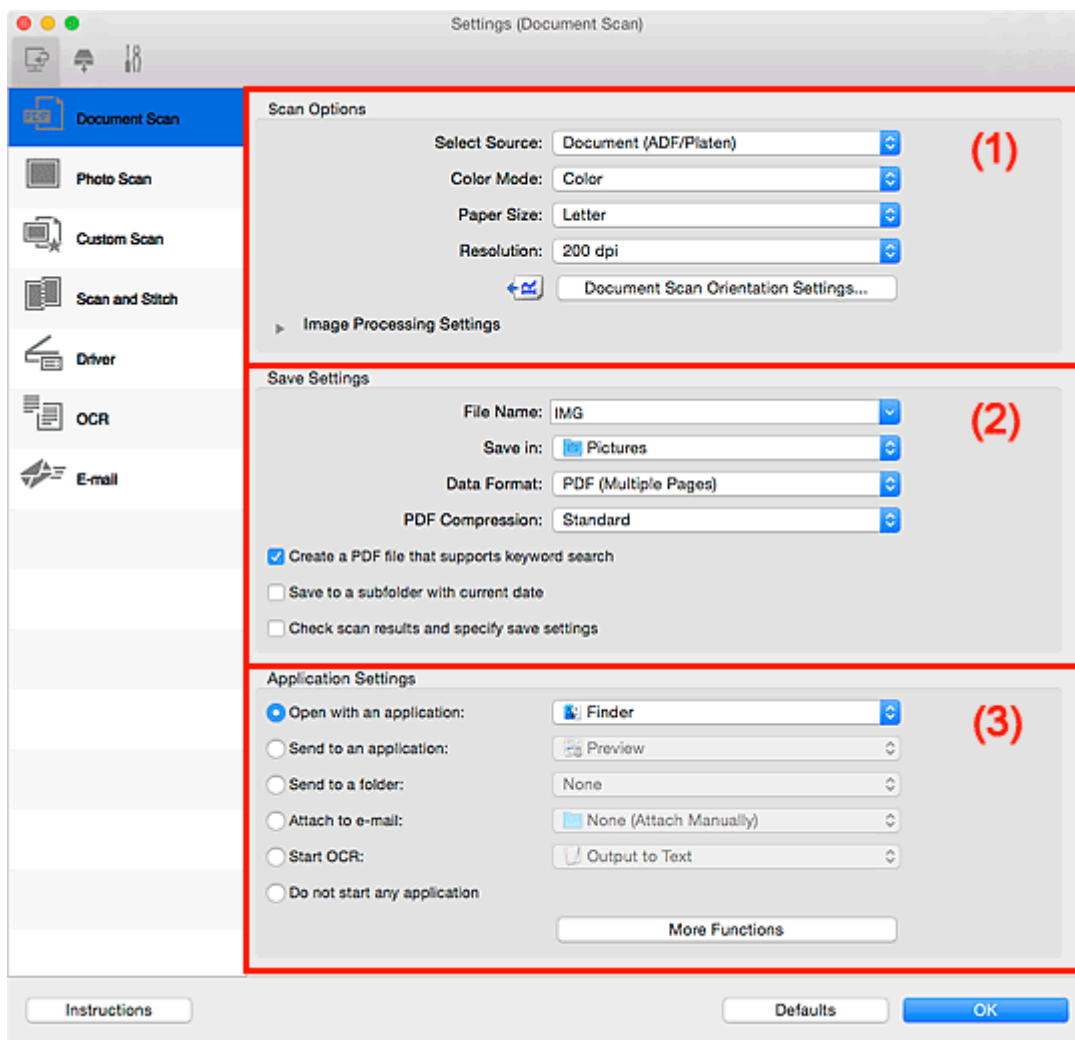 Settings (Document Scan)
Document Scan
Photo Scan
Custom Scan
Scan and Stitch
Driver
OCR
E-mail
Scan Options
(1)
Select Source: Document (ADF/Platen)
Color Mode: Color
Paper Size: Letter
Resolution: 200 dpi
Document Scan Orientation Settings...
Image Processing Settings
Save Settings
(2)
File Name: IMG
Save in: Pictures
Data Format: PDF (Multiple Pages)
PDF Compression: Standard
Create a PDF file that supports keyword search
Save to a subfolder with current date
Check scan results and specify save settings
Application Settings
(3)
Open with an application: Finder
Send to an application: Preview
Send to a folder: None
Attach to e-mail: None (Attach Manually)
Start OCR: Output to Text
Do not start any application
More Functions
Instructions
Defaults
OK